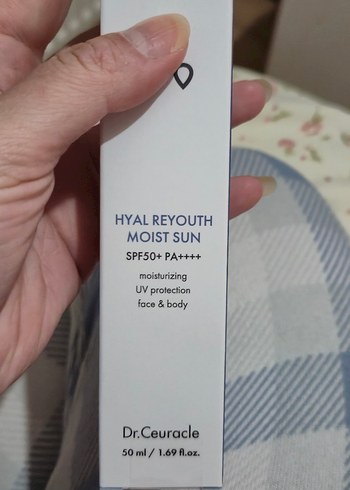 HYAL REYOUTH
MOIST SUN
SPF50+ PA++++
moisturizing
UV protection
face & body
Dr.Ceuracle
50 ml / 1.69 fl.oz.